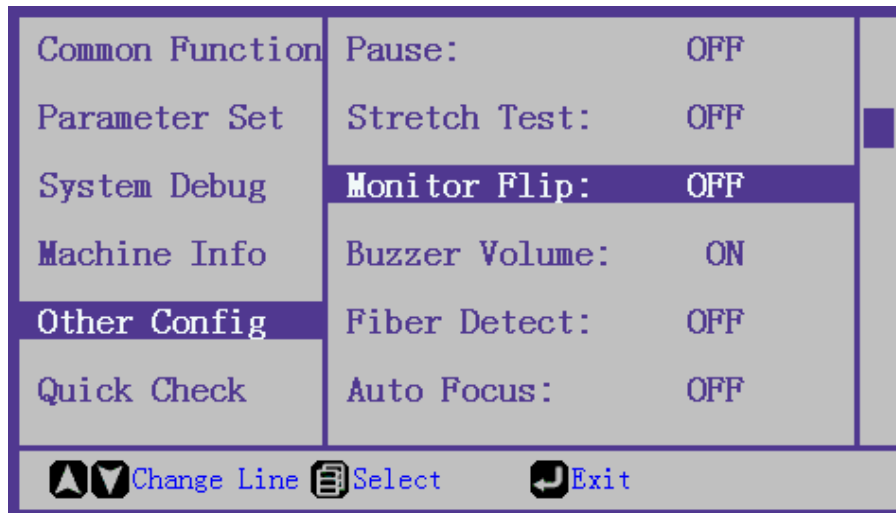 Common Function Pause: OFF
Parameter Set Stretch Test: OFF
System Debug Monitor Flip: OFF
Machine Info Buzzer Volume: ON
Other Config Fiber Detect: OFF
Quick Check Auto Focus: OFF
Change Line Select Exit